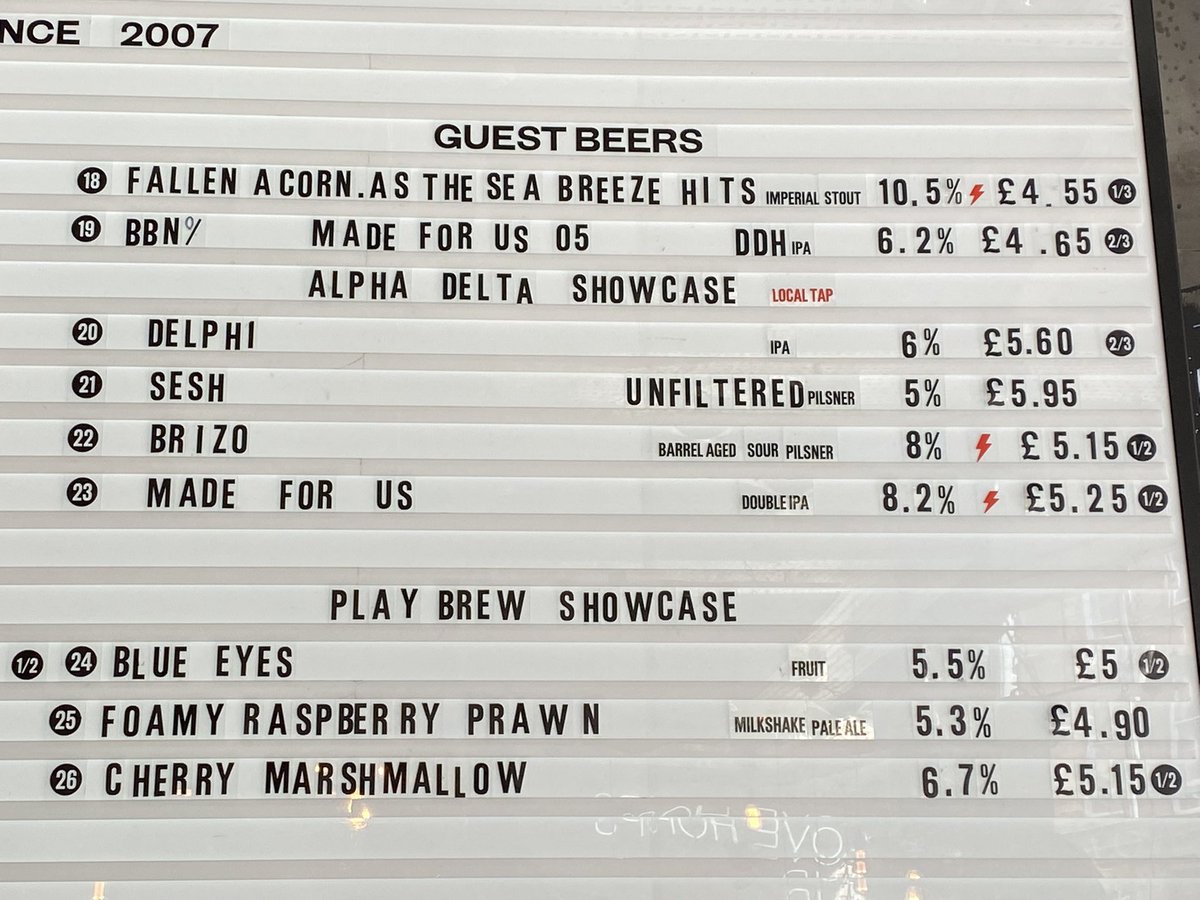 NCE 2007
GUEST BEERS
18 FALLEN ACORN.AS THE SEA BREEZE HITS IMPERIAL STOUT 10.5% £4.55 1/3
19 BBN% MADE FOR US 05 DDH IPA 6.2% £4.65 2/3
ALPHA DELTA SHOWCASE LOCAL TAP
20 DELPHI IPA 6% £5.60 2/3
21 SESH UNFILTERED PILSNER 5% £5.95
22 BRIZO BARREL AGED SOUR PILSNER 8% £5.15 1/2
23 MADE FOR US DOUBLE IPA 8.2% £5.25 1/2
PLAY BREW SHOWCASE
1/2 24 BLUE EYES FRUIT 5.5% £5 1/2
25 FOAMY RASPBERRY PRAWN MILKSHAKE PALE ALE 5.3% £4.90
26 CHERRY MARSHMALLOW 6.7% £5.15 1/2